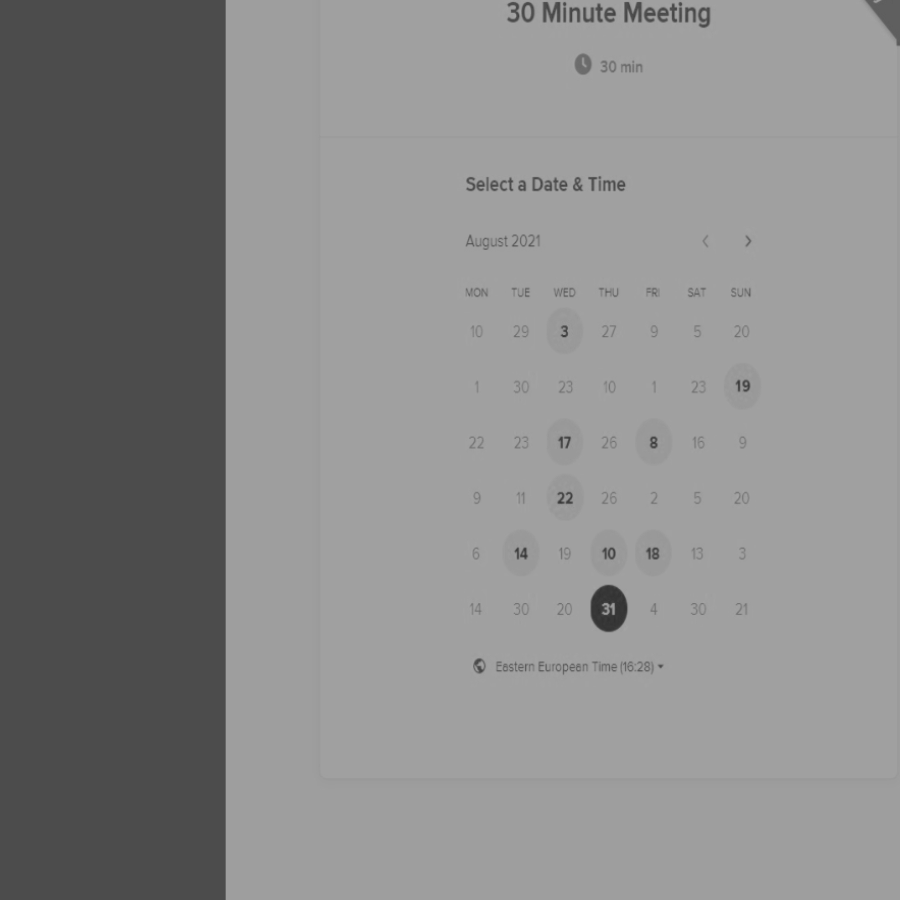 30 Minute Meeting
30 min
Select a Date & Time
August 2021
MON TUE WED THU FRI SAT SUN
10 29 3 27 9 5 20
1 30 23 10 1 23 19
22 23 17 26 8 16 9
9 11 22 26 2 5 20
6 14 19 10 18 13 3
14 30 20 31 4 30 21
Eastern European Time (16:28)